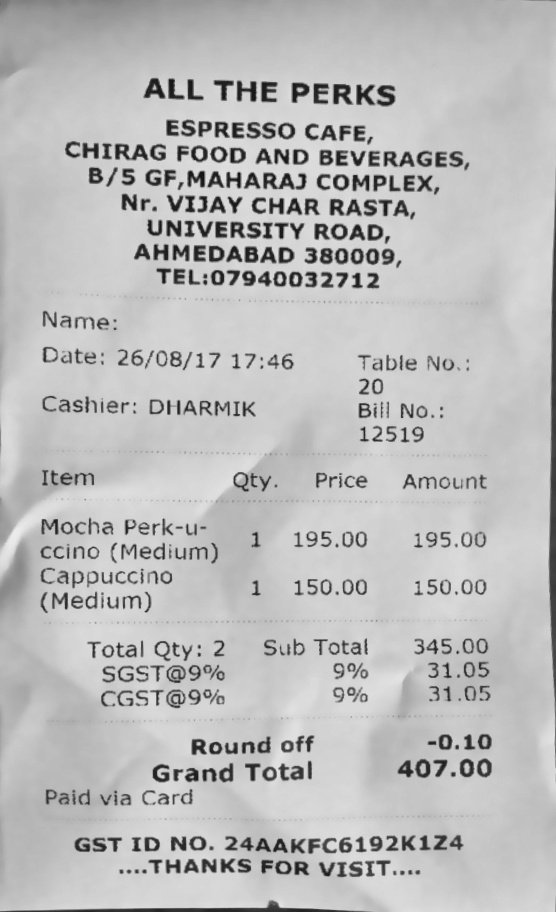 ALL THE PERKS
ESPRESSO CAFE,
CHIRAG FOOD AND BEVERAGES,
B/5 GF,MAHARAJ COMPLEX,
Nr. VIJAY CHAR RASTA,
UNIVERSITY ROAD,
AHMEDABAD 380009,
TEL:07940032712
Name:
Date: 26/08/17 17:46 Table No.:
20
Cashier: DHARMIK Bill No.:
12519
Item Qty. Price Amount
Mocha Perk-u-
ccino (Medium) 1 195.00 195.00
Cappuccino
(Medium) 1 150.00 150.00
Total Qty: 2 Sub Total 345.00
SGST@9% 9% 31.05
CGST@9% 9% 31.05
Round off -0.10
Grand Total 407.00
Paid via Card
GST ID NO. 24AAKFC6192K1Z4
....THANKS FOR VISIT....